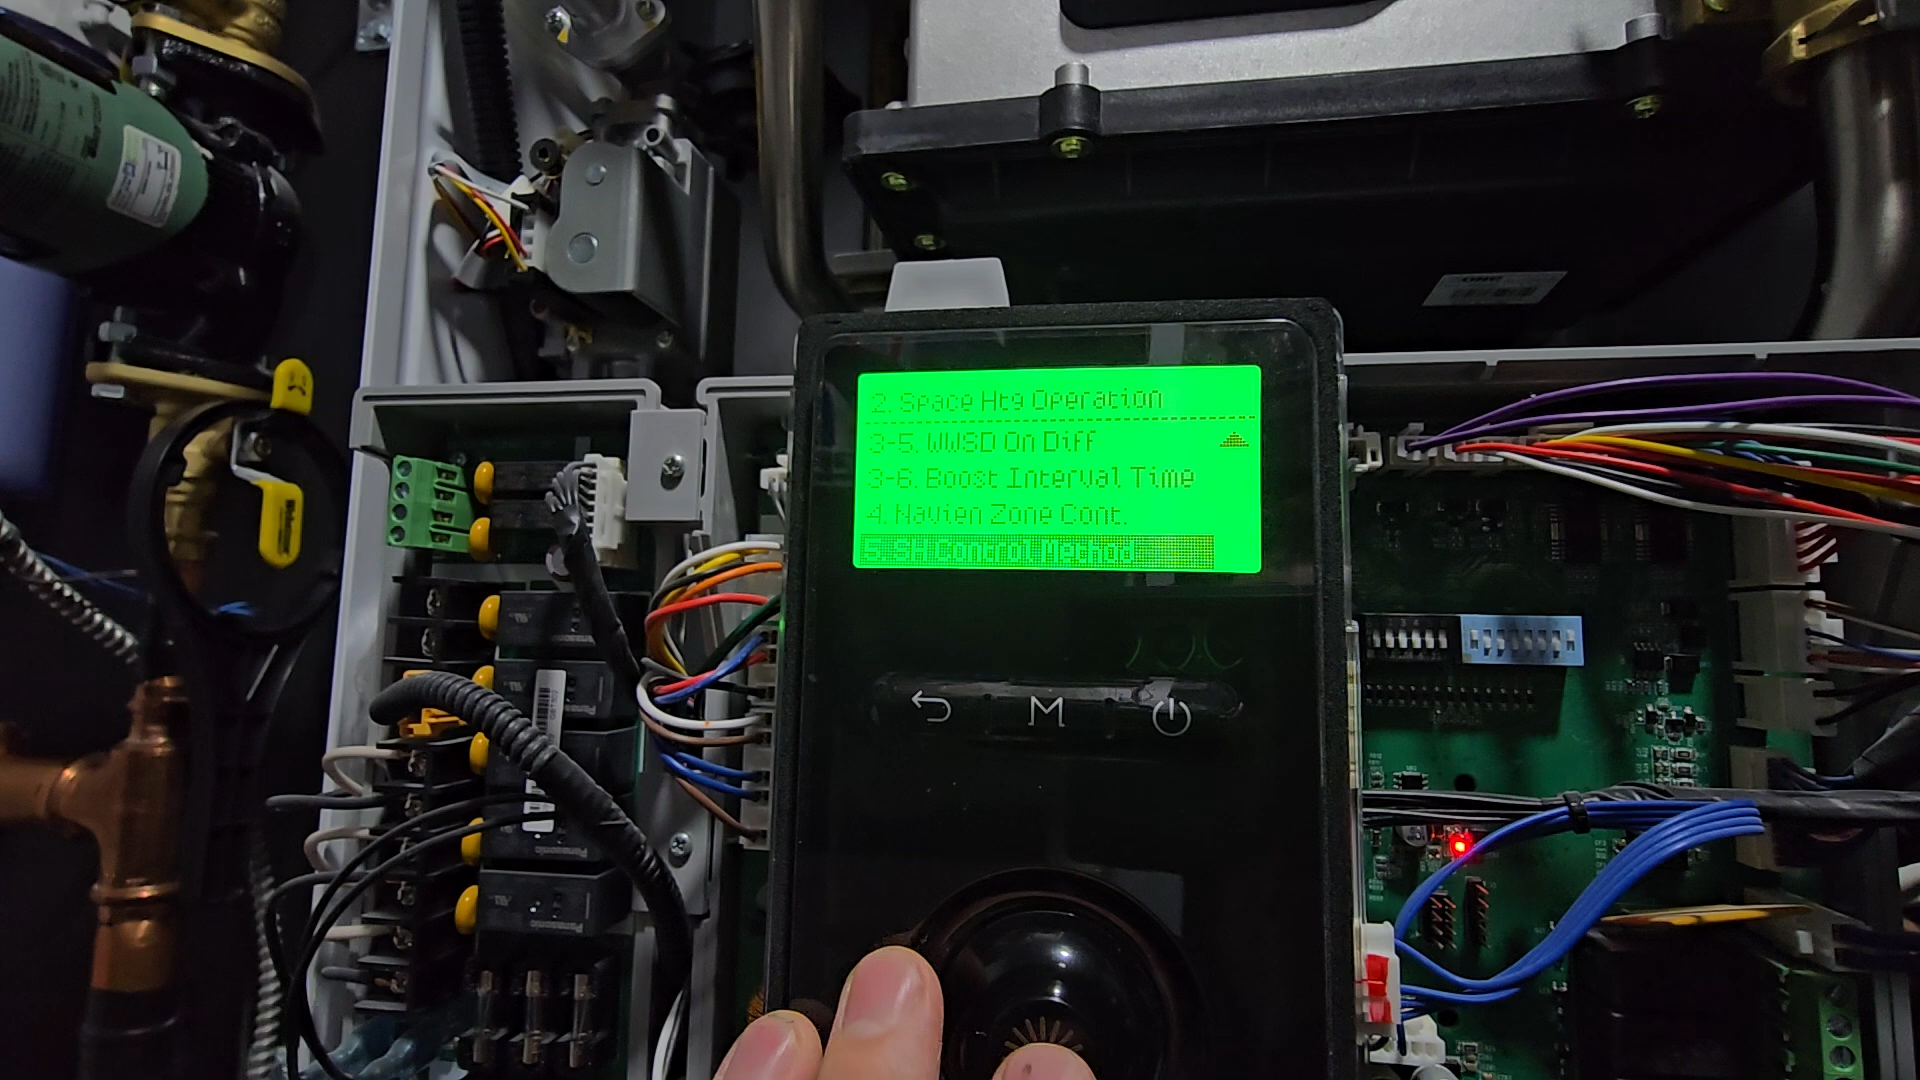 2. Space Htg Operation
3-5. WWSD On Diff
3-6. Boost Interval Time
4. Navien Zone Cont.
5. SH Control Method
M
Panasonic